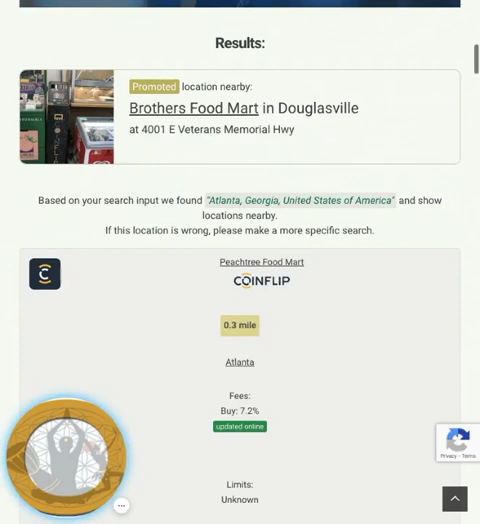 Results:
Promoted location nearby:
Brothers Food Mart in Douglasville
at 4001 E Veterans Memorial Hwy
Based on your search input we found "Atlanta, Georgia, United States of America" and show
locations nearby.
If this location is wrong, please make a more specific search.
Peachtree Food Mart
COINFLIP
0.3 mile
Atlanta
Fees:
Buy: 7.2%
updated online
Privacy - Terms
Limits:
Unknown